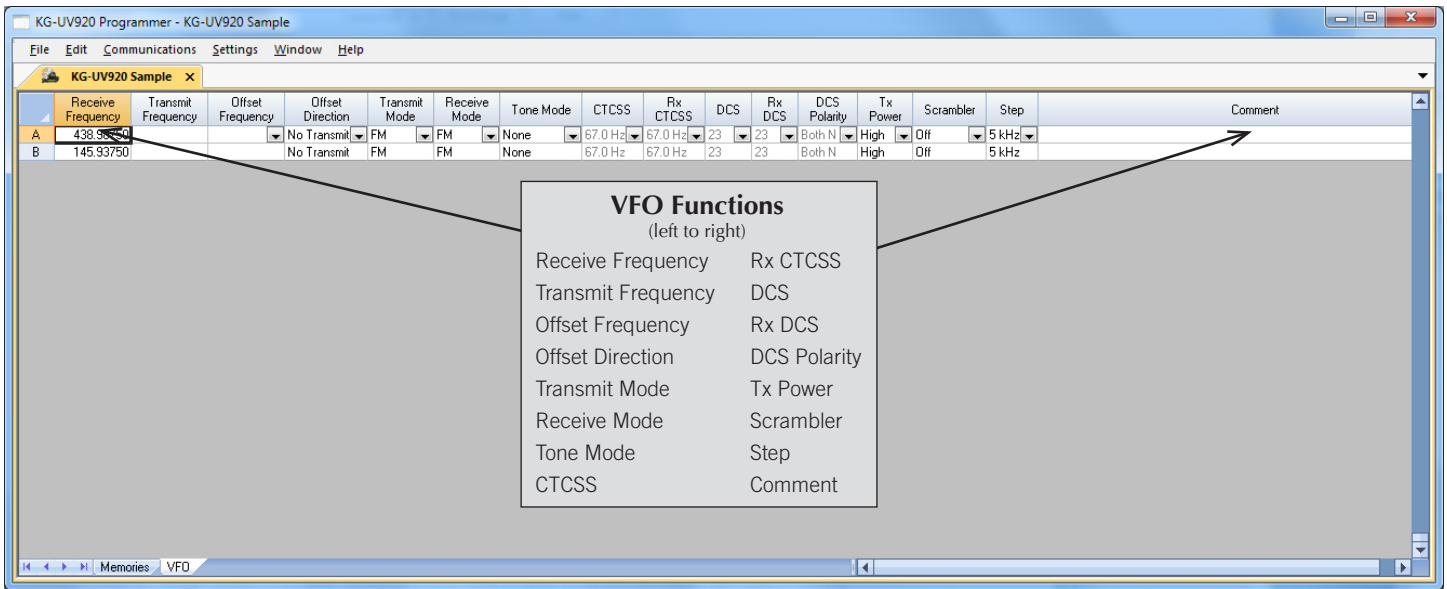 KG-UV920 Programmer - KG-UV920 Sample
File Edit Communications Settings Window Help
KG-UV920 Sample X
Receive Frequency Transmit Frequency Offset Frequency Offset Direction Transmit Mode Receive Mode Tone Mode CTCSS Rx CTCSS DCS Rx DCS DCS Polarity Tx Power Scrambler Step Comment
A 438.93750 No Transmit FM FM None 67.0 Hz 67.0 Hz 23 23 Both N High Off 5 kHz
B 145.93750 No Transmit FM FM None 67.0 Hz 67.0 Hz 23 23 Both N High Off 5 kHz
VFO Functions
(left to right)
Receive Frequency Rx CTCSS
Transmit Frequency DCS
Offset Frequency Rx DCS
Offset Direction DCS Polarity
Transmit Mode Tx Power
Receive Mode Scrambler
Tone Mode Step
CTCSS Comment
Memories VFO